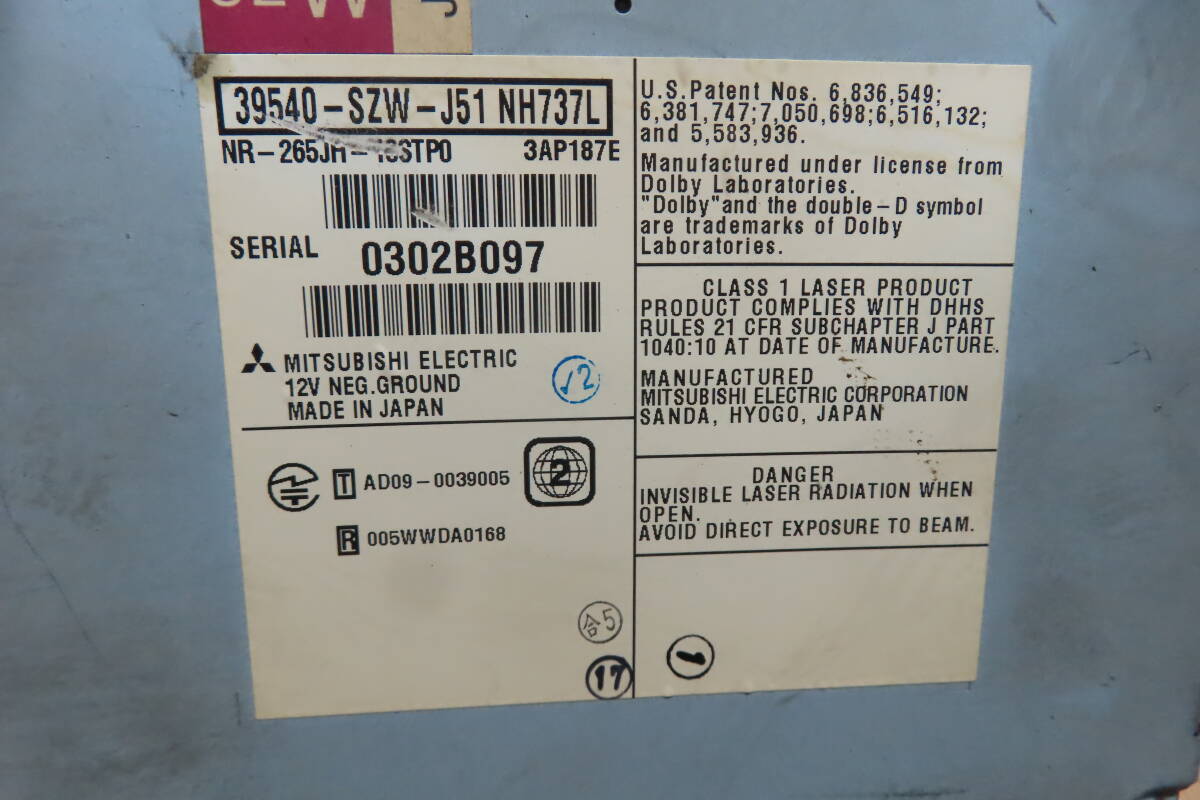 39540-SZW-J51 NH737L
3AP187E
SERIAL 0302B097
MITSUBISHI ELECTRIC
12V NEG.GROUND
MADE IN JAPAN
√2
T AD09-0039005
2
R 005WWDA0168
合5
17
U.S.Patent Nos. 6,836,549;
6,381,747;7,050,698;6,516,132;
and 5,583,936.
Manufactured under license from
Dolby Laboratories.
"Dolby"and the double-D symbol
are trademarks of Dolby
Laboratories.
CLASS 1 LASER PRODUCT
PRODUCT COMPLIES WITH DHHS
RULES 21 CFR SUBCHAPTER J PART
1040:10 AT DATE OF MANUFACTURE.
MANUFACTURED
MITSUBISHI ELECTRIC CORPORATION
SANDA, HYOGO, JAPAN
DANGER
INVISIBLE LASER RADIATION WHEN
OPEN.
AVOID DIRECT EXPOSURE TO BEAM.